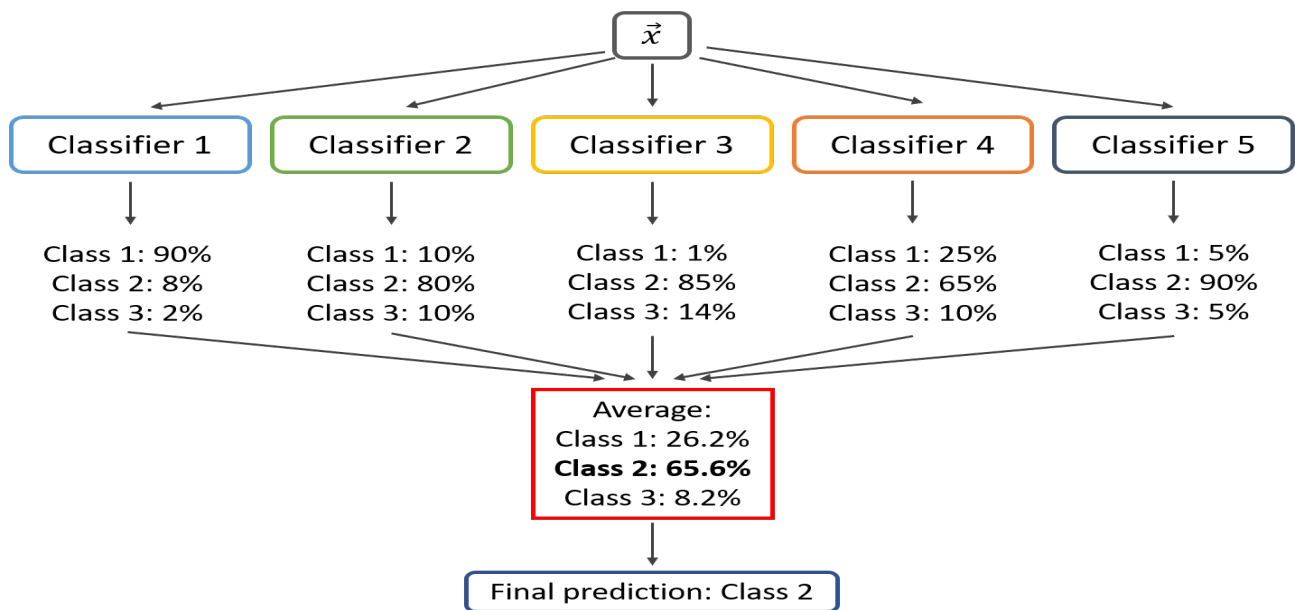 x⃗
Classifier 1
Classifier 2
Classifier 3
Classifier 4
Classifier 5
Class 1: 90%
Class 2: 8%
Class 3: 2%
Class 1: 10%
Class 2: 80%
Class 3: 10%
Class 1: 1%
Class 2: 85%
Class 3: 14%
Class 1: 25%
Class 2: 65%
Class 3: 10%
Class 1: 5%
Class 2: 90%
Class 3: 5%
Average:
Class 1: 26.2%
Class 2: 65.6%
Class 3: 8.2%
Final prediction: Class 2